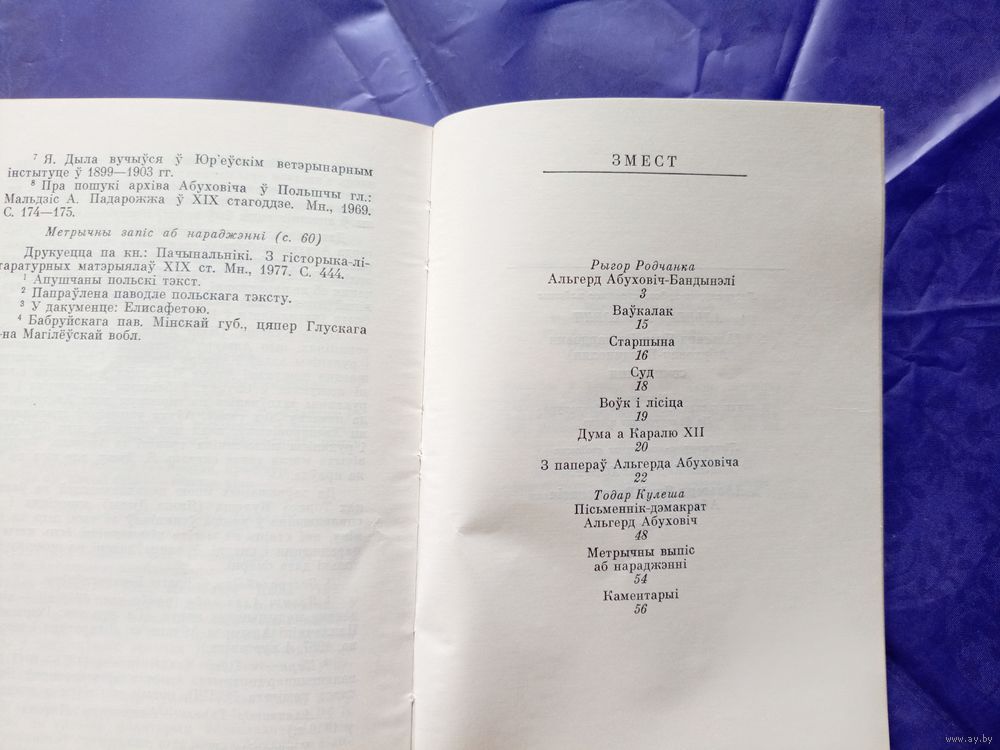 ⁷ Я. Дыла вучыўся ў Юр'еўскім ветэрынарным
інстытуце ў 1899—1903 гг.
⁸ Пра пошукі архіва Абуховіча ў Польшчы гл.:
Мальдзіс А. Падарожжа ў XIX стагоддзе. Мн., 1969.
С. 174—175.
Метрычны запіс аб нараджэнні (с. 60)
Друкуецца па кн.: Пачынальнікі. З гісторыка-лі-
таратурных матэрыялаў XIX ст. Мн., 1977. С. 444.
¹ Апушчаны польскі тэкст.
² Папраўлена паводле польскага тэксту.
³ У дакуменце: Елисафетою.
⁴ Бабруйскага пав. Мінскай губ., цяпер Глускага
-на Магілёўскай вобл.
ЗМЕСТ
Рыгор Родчанка
Альгерд Абуховіч-Бандынэлі
3
Ваўкалак
15
Старшына
16
Суд
18
Воўк і лісіца
19
Дума а Каралю XII
20
З папераў Альгерда Абуховіча
22
Тодар Кулеша
Пісьменнік-дэмакрат
Альгерд Абуховіч
48
Метрычны выпіс
аб нараджэнні
54
Каментарыі
56
www.ay.by